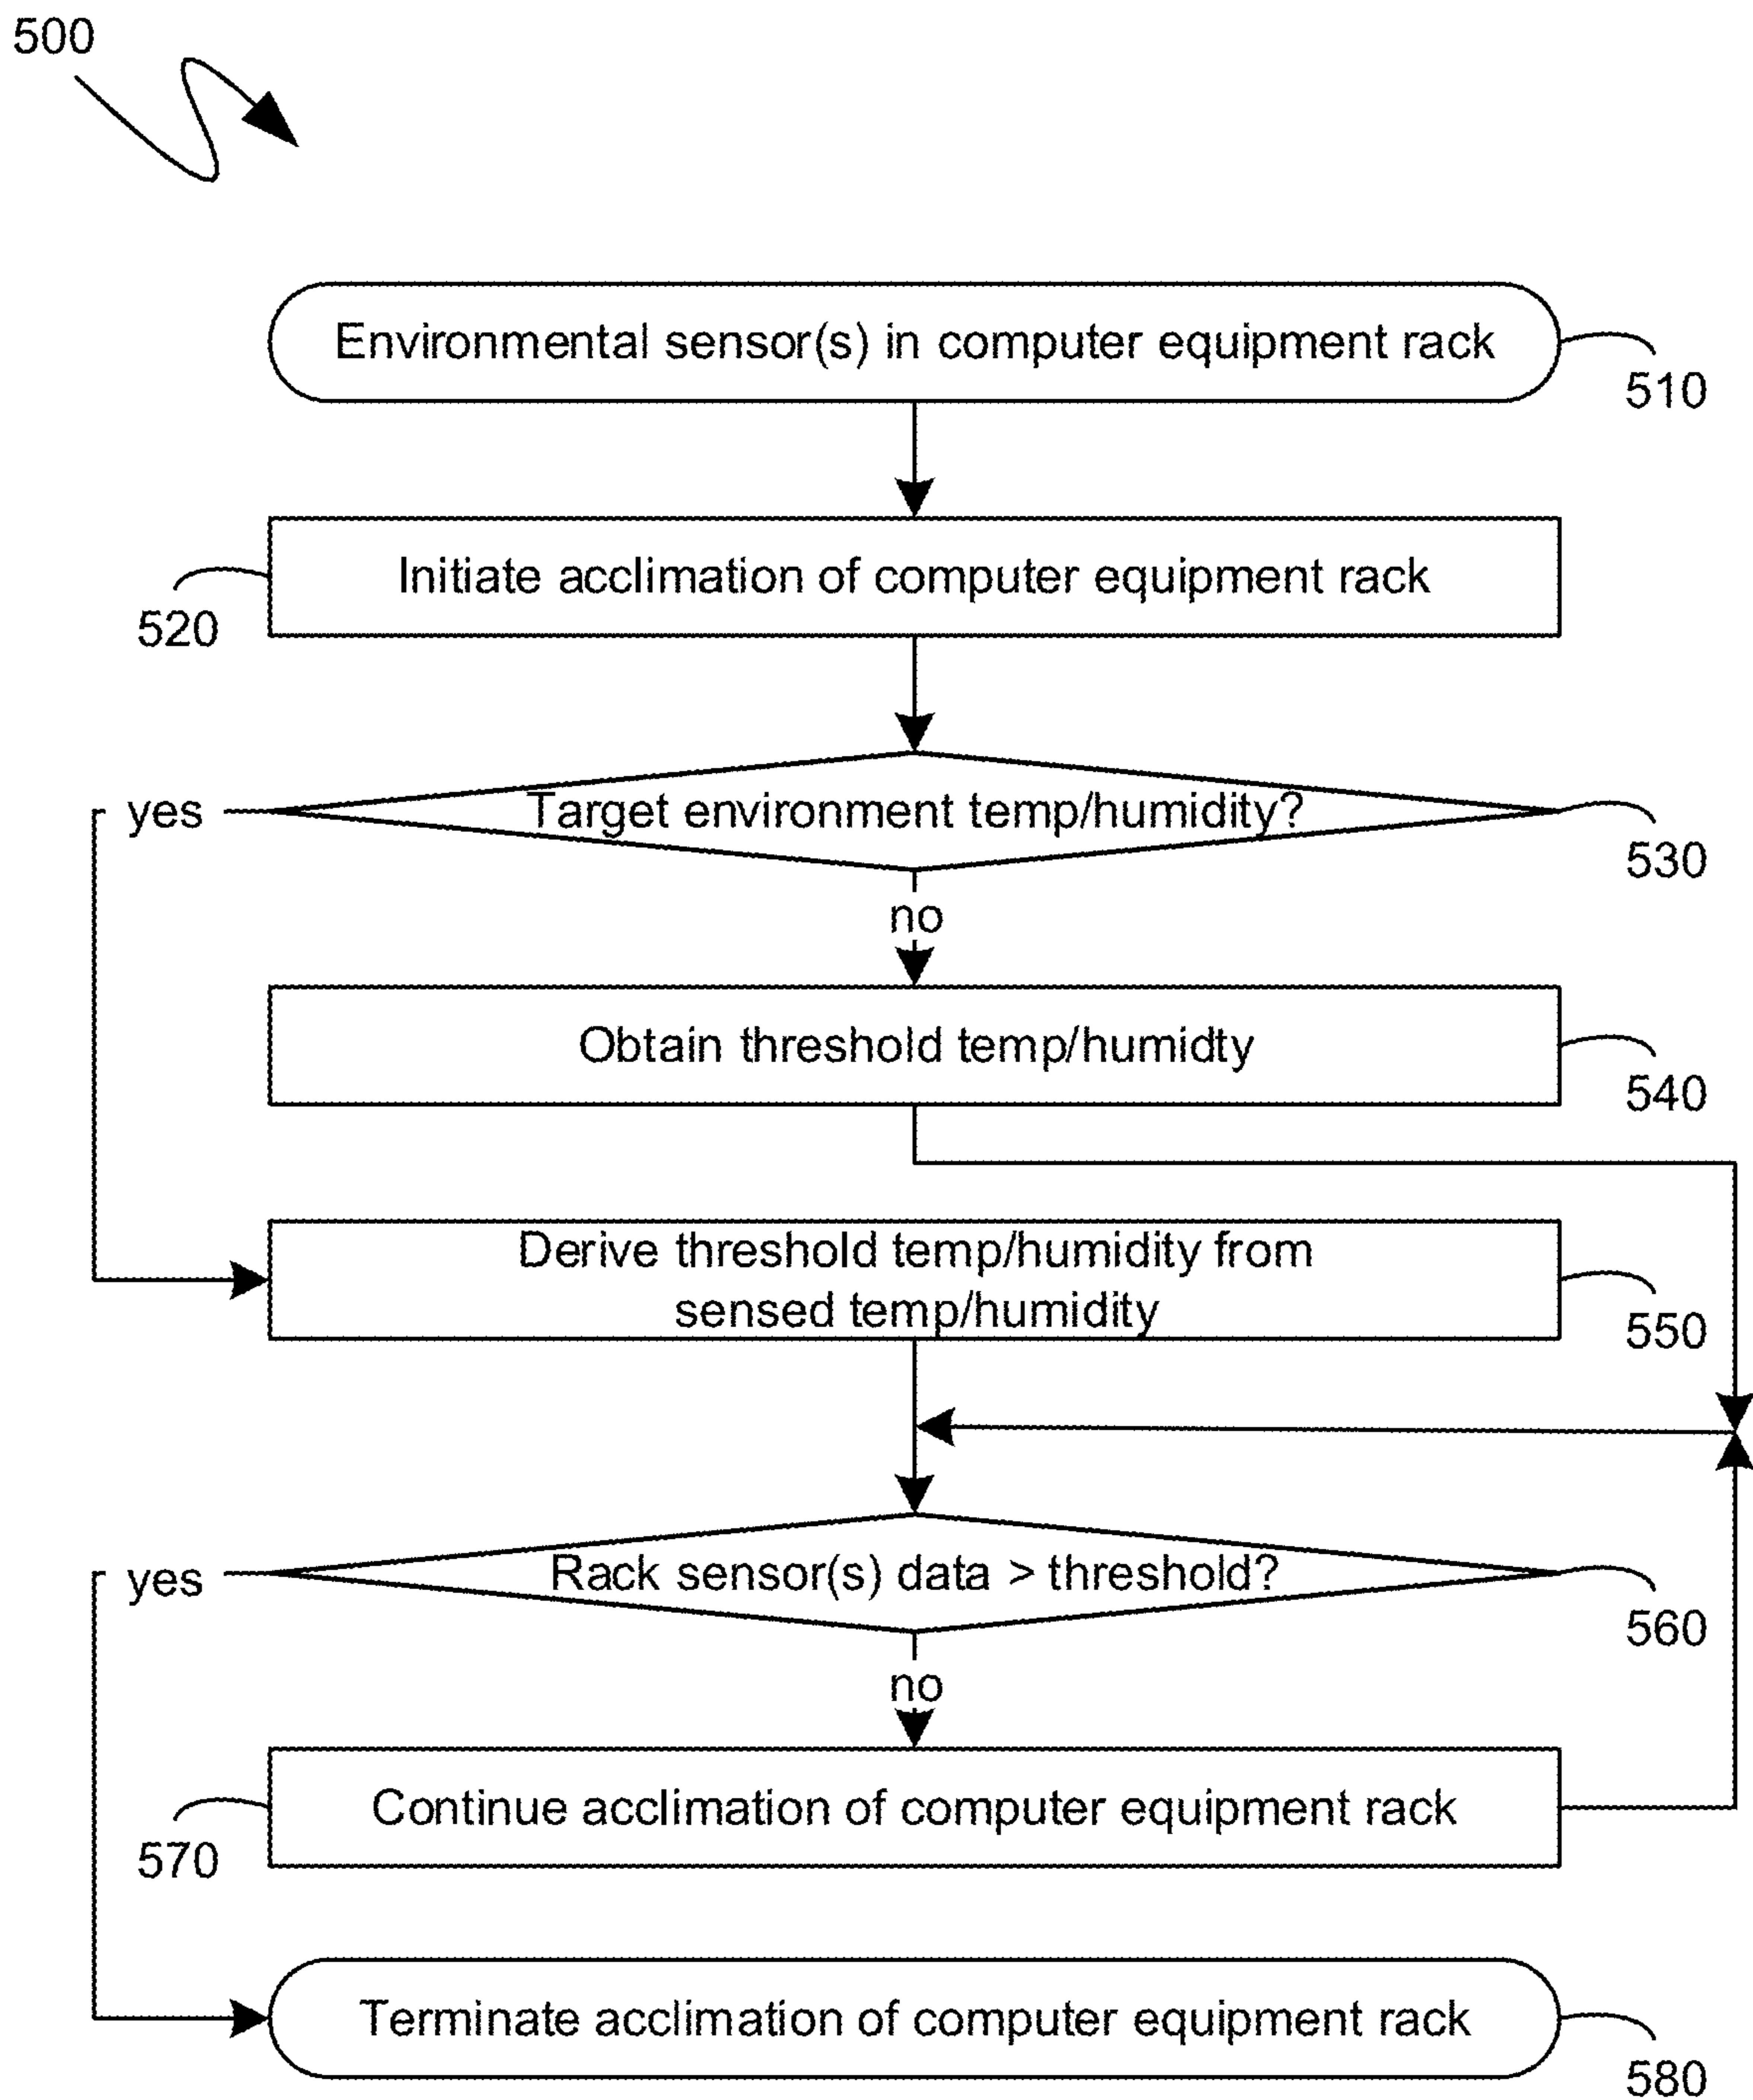 500
Environmental sensor(s) in computer equipment rack
510
Initiate acclimation of computer equipment rack
520
yes
Target environment temp/humidity?
530
no
Obtain threshold temp/humidty
540
Derive threshold temp/humidity from
sensed temp/humidity
550
yes
Rack sensor(s) data > threshold?
560
no
Continue acclimation of computer equipment rack
570
Terminate acclimation of computer equipment rack
580